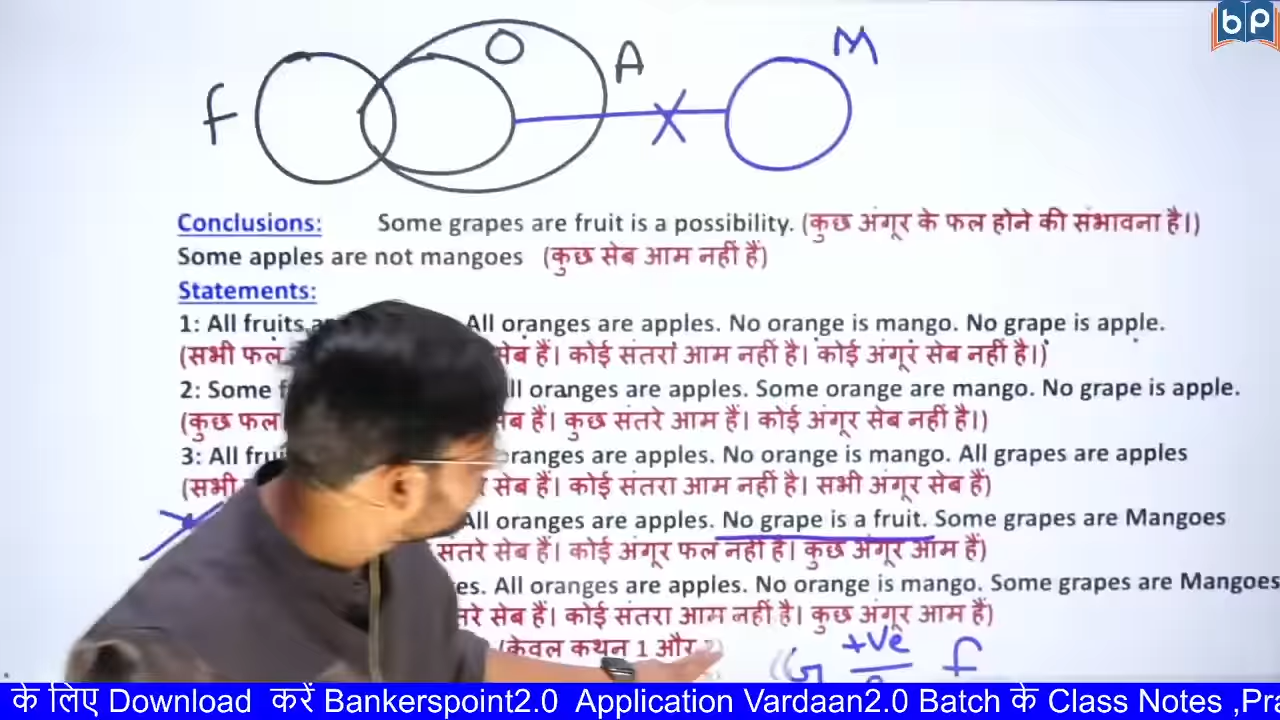 bp
O
A
M
F
Conclusions: Some grapes are fruit is a possibility. (कुछ अंगूर के फल होने की संभावना है।)
Some apples are not mangoes (कुछ सेब आम नहीं हैं)
Statements:
1: All fruits All oranges are apples. No orange is mango. No grape is apple.
(सभी फल सेब हैं। कोई संतरा आम नहीं है। कोई अंगूर सेब नहीं है।)
2: Some oranges are apples. Some orange are mango. No grape is apple.
(कुछ फल हैं। कुछ संतरे आम हैं। कोई अंगूर सेब नहीं है।)
3: All are apples. No orange is mango. All grapes are apples
(सभी सेब हैं। कोई संतरा आम नहीं है। सभी अंगूर सेब हैं)
All oranges are apples. No grape is a fruit. Some grapes are Mangoes
संतरे सेब हैं। कोई अंगूर फल नहीं है। कुछ अंगूर आम हैं)
All oranges are apples. No orange is mango. Some grapes are Mangoes
सेब हैं। कोई संतरा आम नहीं है। कुछ अंगूर आम हैं)
(केवल कथन 1 और
G +ve F
के लिए Download करें Bankerspoint2.0 Application Vardaan2.0 Batch के Class Notes ,Pra